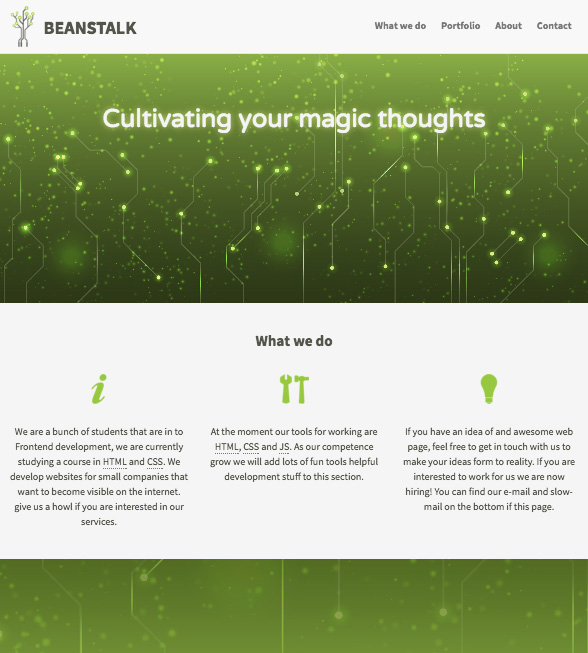 BEANSTALK
What we do Portfolio About Contact
Cultivating your magic thoughts
What we do
We are a bunch of students that are in to
Frontend development, we are currently
studying a course in HTML and CSS. We
develop websites for small companies that
want to become visible on the internet.
give us a howl if you are interested in our
services.
At the moment our tools for working are
HTML, CSS and JS. As our competence
grow we will add lots of fun tools helpful
development stuff to this section.
If you have an idea of and awesome web
page, feel free to get in touch with us to
make your ideas form to reality. If you are
interested to work for us we are now
hiring! You can find our e-mail and slow-
mail on the bottom if this page.